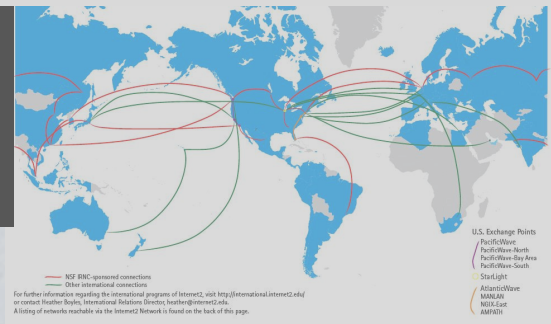 U.S. Exchange Points
PacificWave
PacificWave-North
PacificWave-Bay Area
PacificWave-South
StarLight
AtlanticWave
MANLAN
NGIX-East
AMPATH
NSF IRNC-sponsored connections
Other international connections
For further information regarding the international programs of Internet2, visit http://international.internet2.edu/
or contact Heather Boyles, International Relations Director, heather@internet2.edu.
A listing of networks reachable via the Internet2 Network is found on the back of this page.